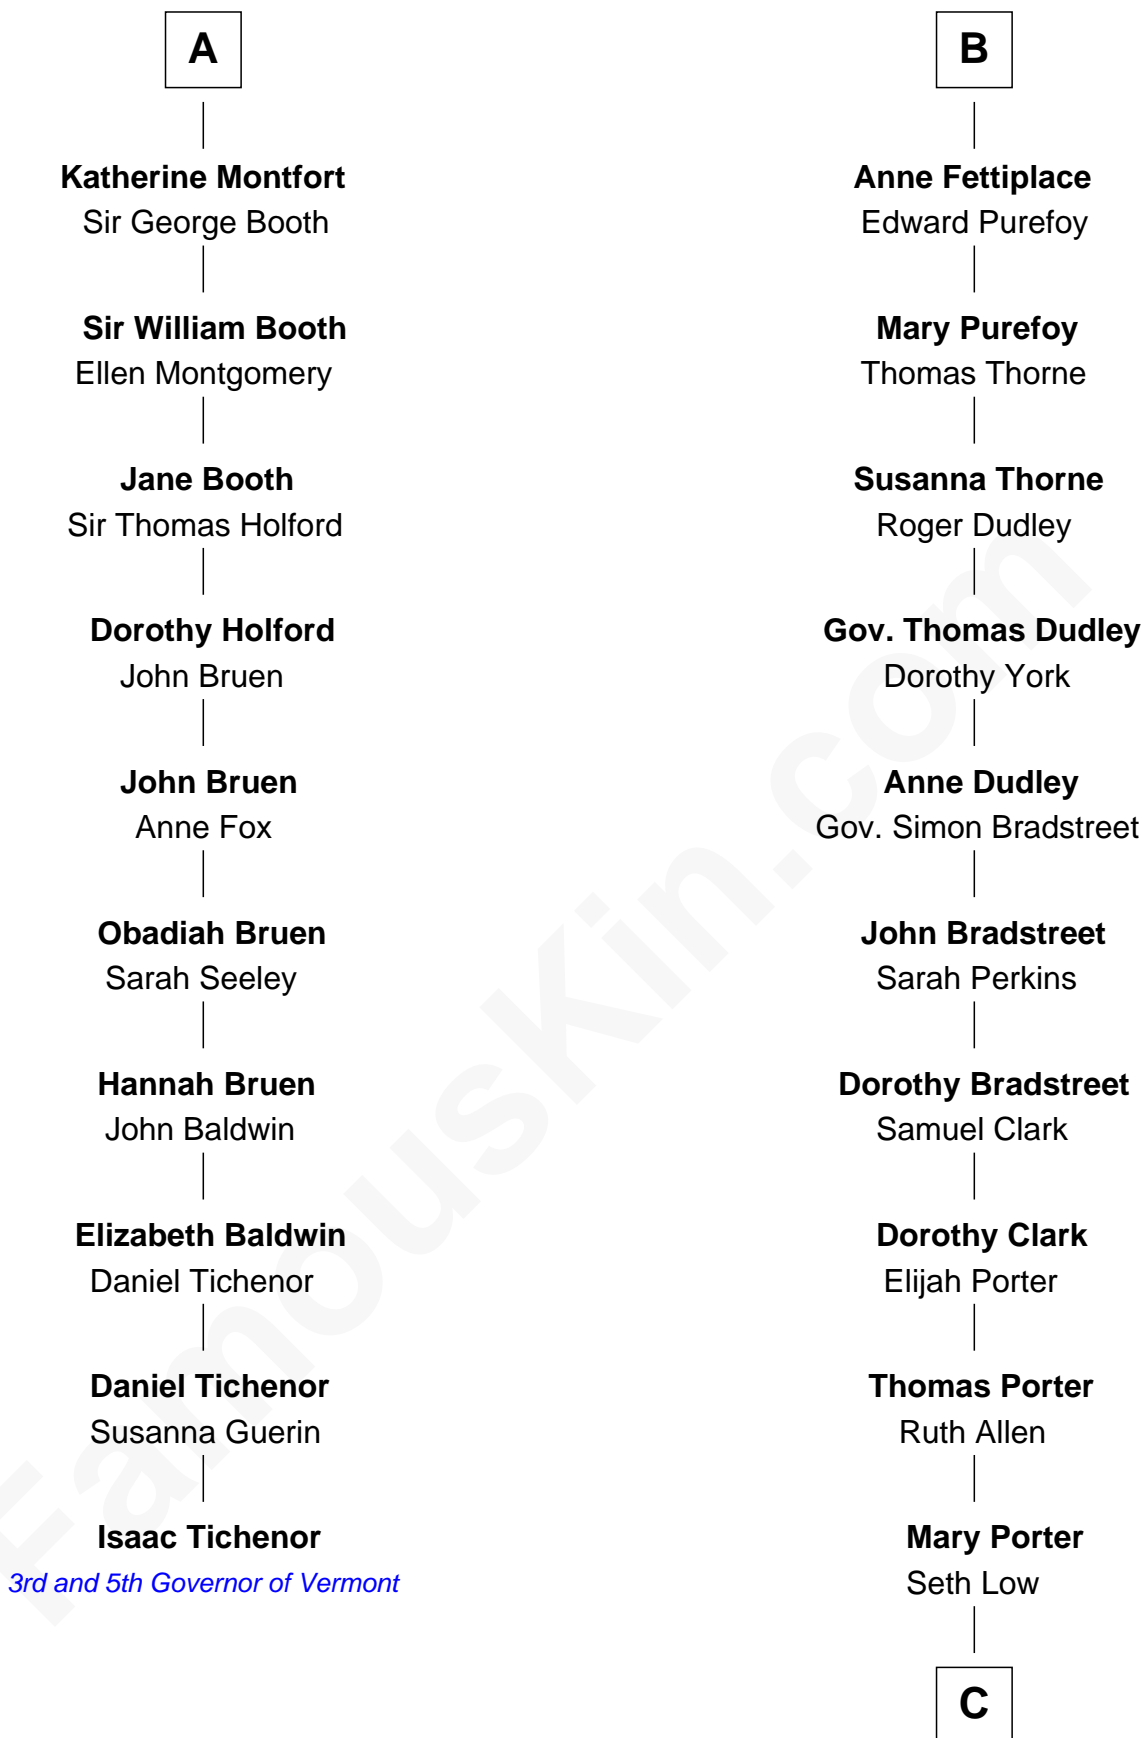 A
Katherine Montfort
Sir George Booth
Sir William Booth
Ellen Montgomery
Jane Booth
Sir Thomas Holford
Dorothy Holford
John Bruen
John Bruen
Anne Fox
Obadiah Bruen
Sarah Seeley
Hannah Bruen
John Baldwin
Elizabeth Baldwin
Daniel Tichenor
Daniel Tichenor
Susanna Guerin
Isaac Tichenor
3rd and 5th Governor of Vermont
B
Anne Fettiplace
Edward Purefoy
Mary Purefoy
Thomas Thorne
Susanna Thorne
Roger Dudley
Gov. Thomas Dudley
Dorothy York
Anne Dudley
Gov. Simon Bradstreet
John Bradstreet
Sarah Perkins
Dorothy Bradstreet
Samuel Clark
Dorothy Clark
Elijah Porter
Thomas Porter
Ruth Allen
Mary Porter
Seth Low
C
FamousKin.com